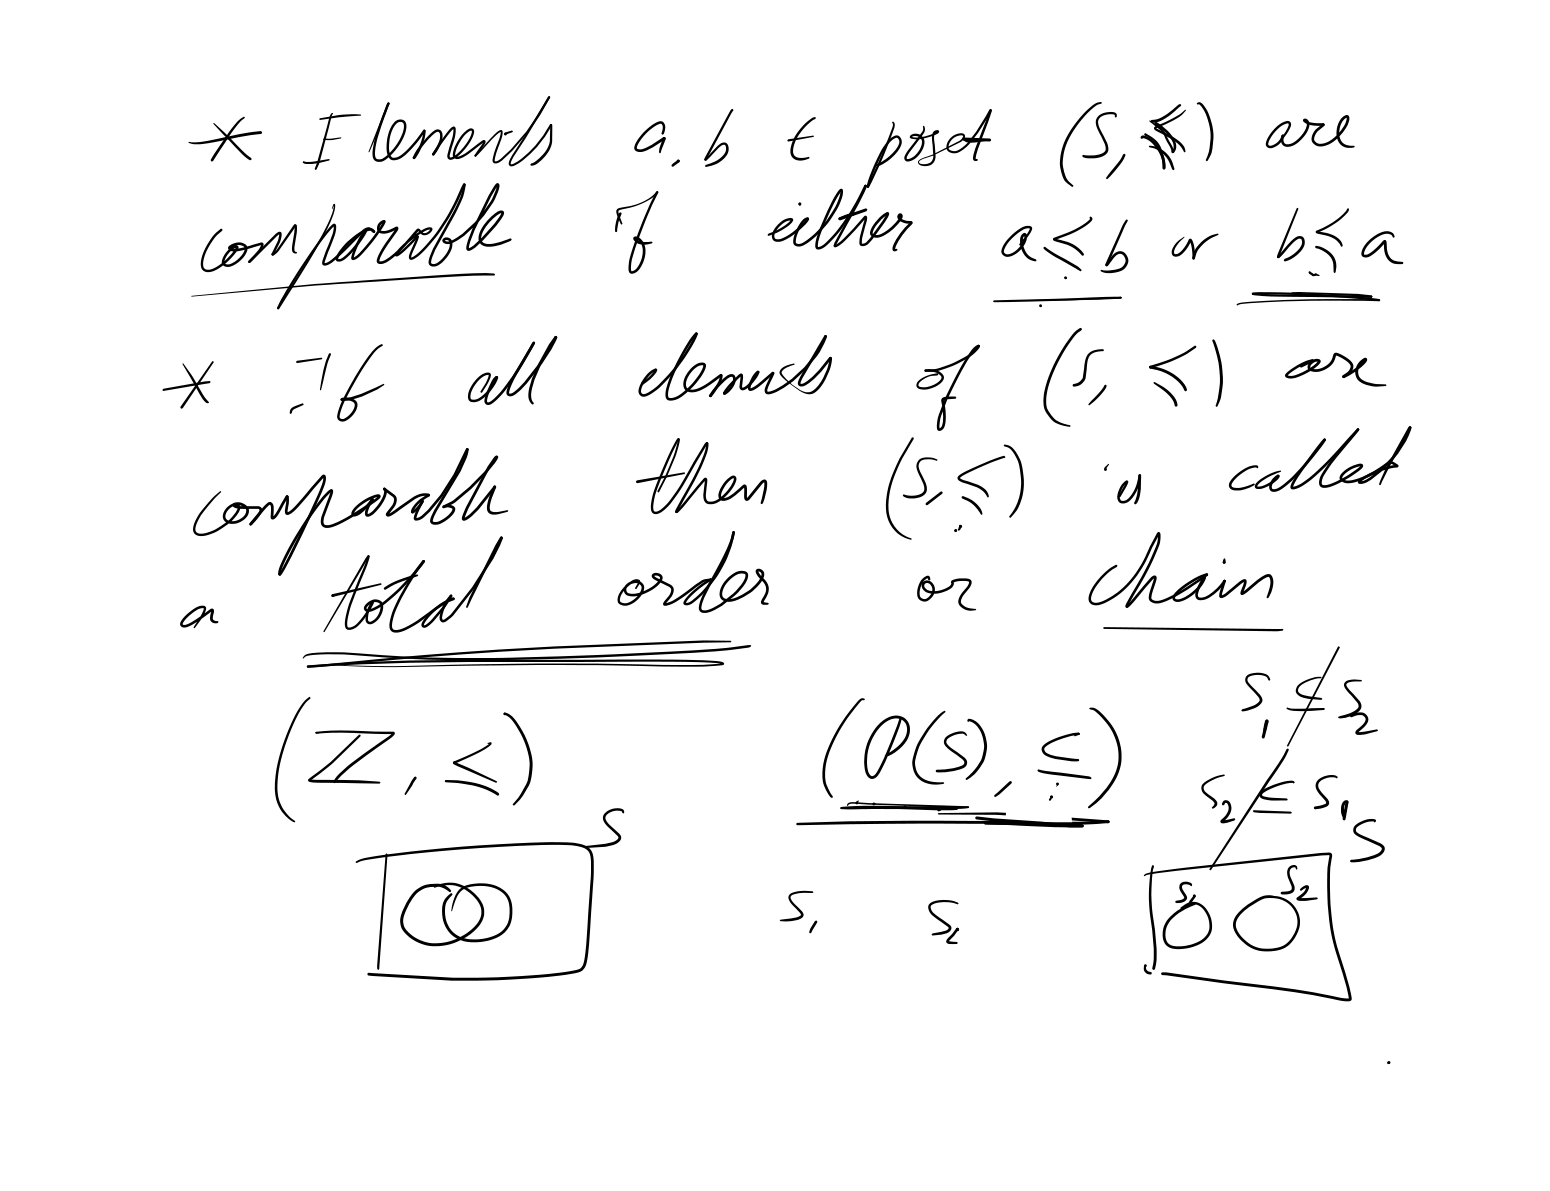 * Elements a, b ∈ poset (S, ≼) are
comparable if either a ≼ b or b ≼ a
* If all elements of (S, ≼) are
comparable then (S, ≼) is called
a total order or chain
S₁ ⊆ S₂
(ℤ, ≤) (P(S), ⊆)
S₂ ⊆ S₁
S S
S₁ S₂ S₁ S₂